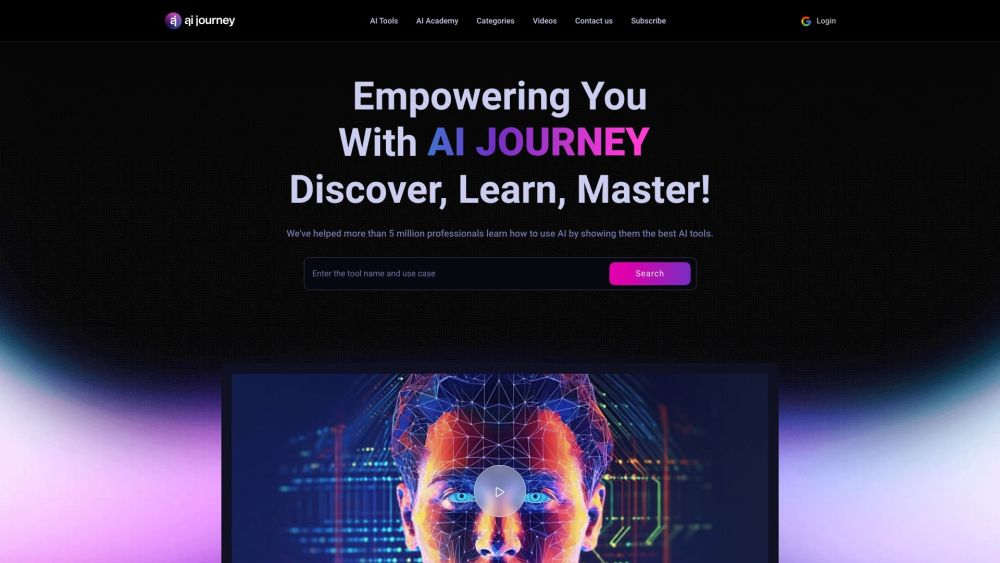 ai journey
AI Tools
AI Academy
Categories
Videos
Contact us
Subscribe
Login
Empowering You
With AI JOURNEY
Discover, Learn, Master!
We've helped more than 5 million professionals learn how to use AI by showing them the best AI tools.
Enter the tool name and use case
Search